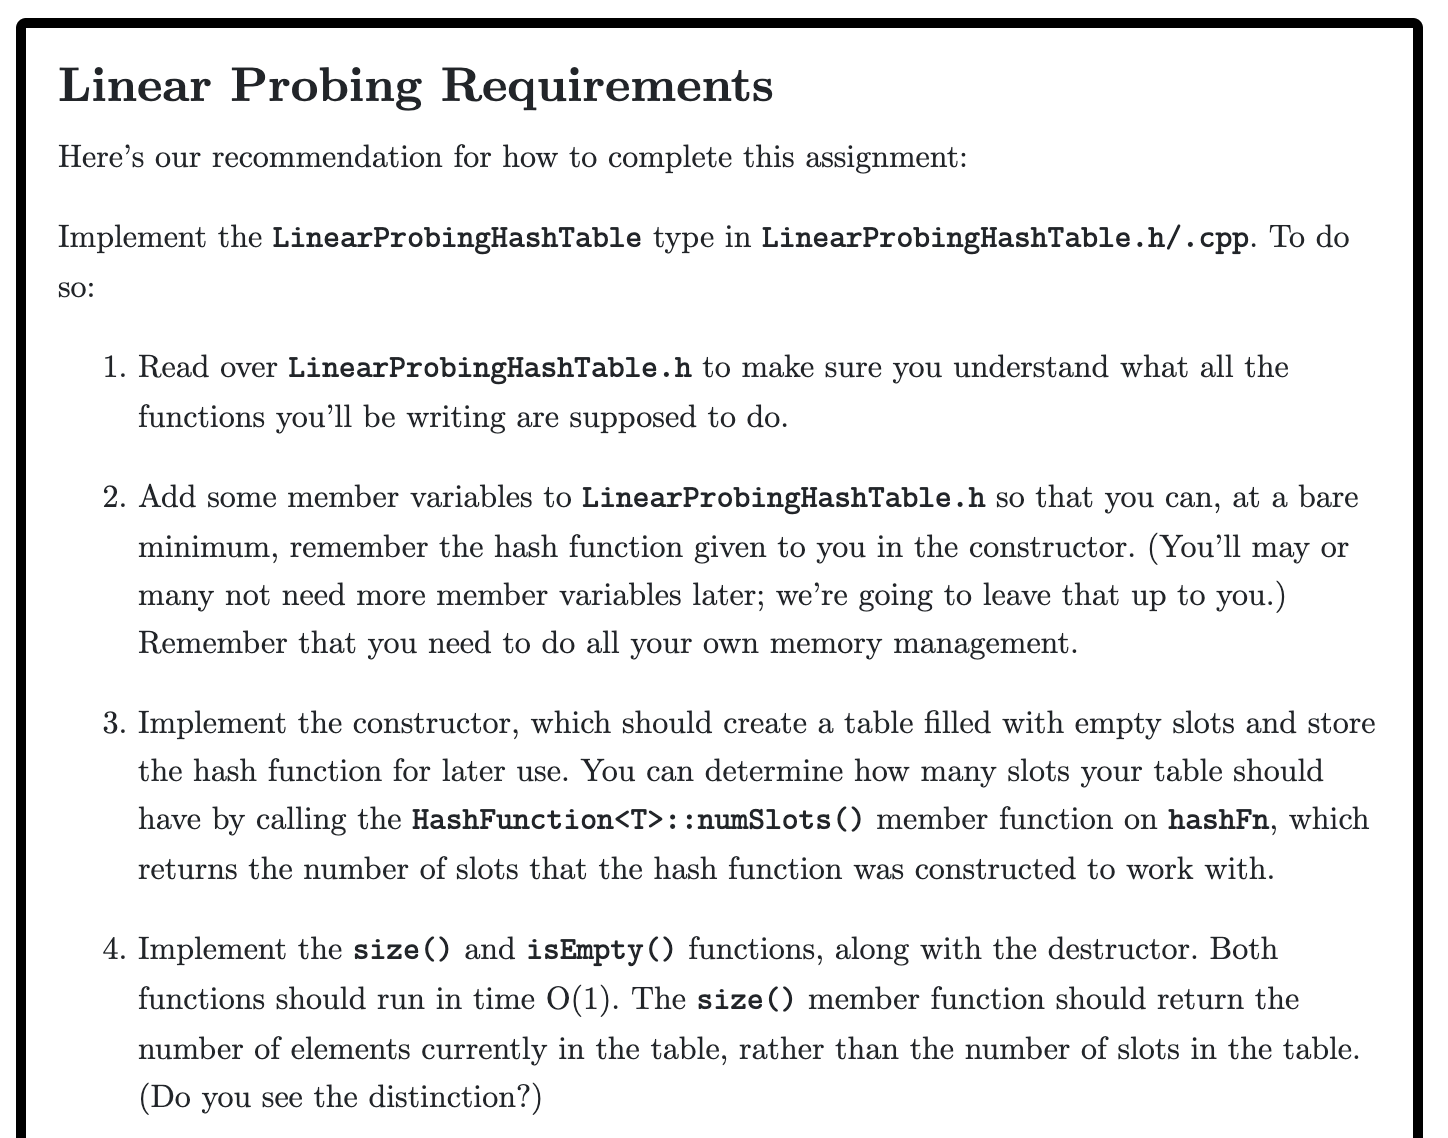 Linear Probing Requirements
Here's our recommendation for how to complete this assignment:
Implement the LinearProbingHashTable type in LinearProbingHashTable.h/.cpp. To do
so:
1. Read over LinearProbingHashTable.h to make sure you understand what all the
functions you'll be writing are supposed to do.
2. Add some member variables to LinearProbingHashTable.h so that you can, at a bare
minimum, remember the hash function given to you in the constructor. (You'll may or
many not need more member variables later; we're going to leave that up to you.)
Remember that you need to do all your own memory management.
3. Implement the constructor, which should create a table filled with empty slots and store
the hash function for later use. You can determine how many slots your table should
have by calling the HashFunction<T>::numSlots() member function on hashFn, which
returns the number of slots that the hash function was constructed to work with.
4. Implement the size() and isEmpty() functions, along with the destructor. Both
functions should run in time O(1). The size() member function should return the
number of elements currently in the table, rather than the number of slots in the table.
(Do you see the distinction?)